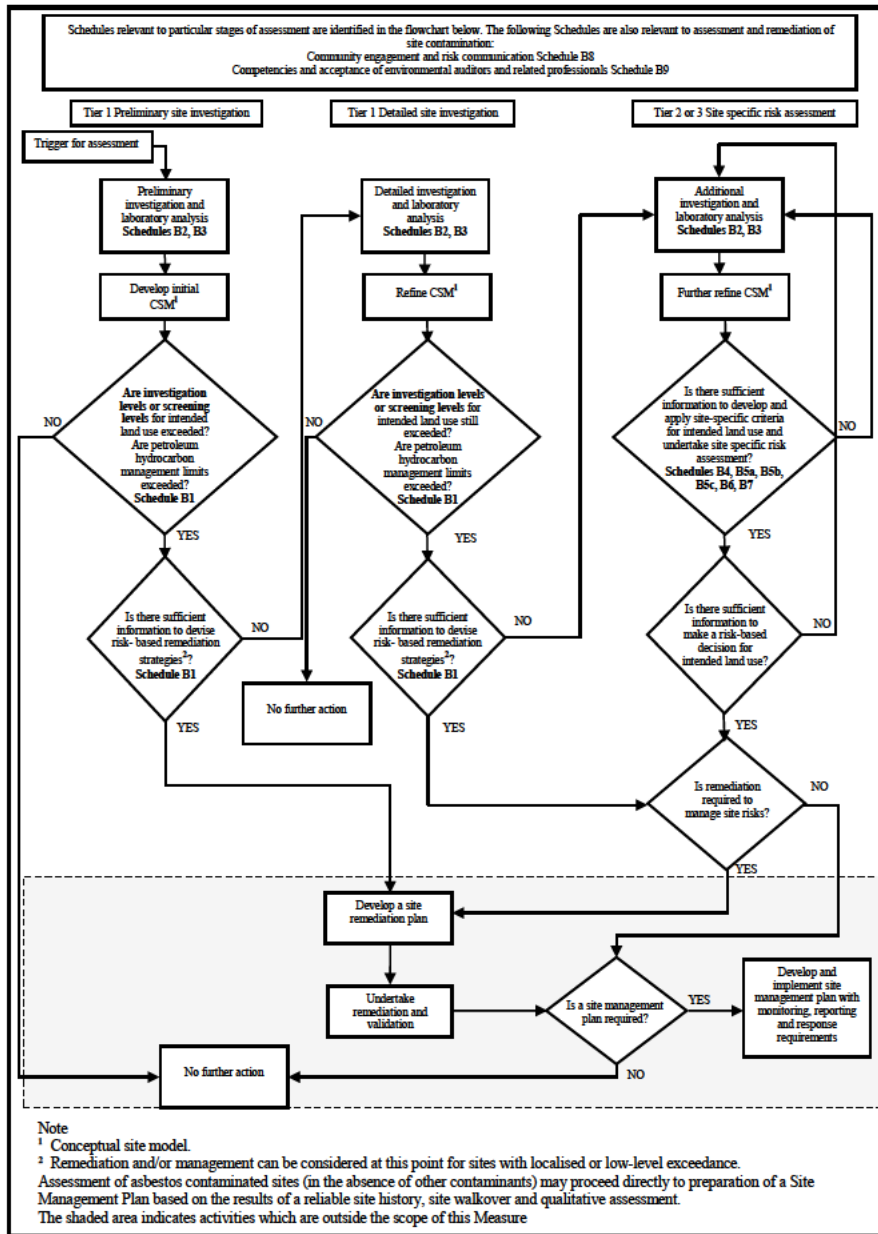 Schedules relevant to particular stages of assessment are identified in the flowchart below. The following Schedules are also relevant to assessment and remediation of
site contamination:
Community engagement and risk communication Schedule B8
Competencies and acceptance of environmental auditors and related professionals Schedule B9
Tier 1 Preliminary site investigation
Tier 1 Detailed site investigation
Tier 2 or 3 Site specific risk assessment
Trigger for assessment
Preliminary
investigation and
laboratory analysis
Schedules B2, B3
Detailed investigation
and laboratory
analysis
Schedules B2, B3
Additional
investigation and
laboratory analysis
Schedules B2, B3
Develop initial
CSM¹
Refine CSM¹
Further refine CSM¹
NO
Are investigation
levels or screening
levels for intended
land use exceeded?
Are petroleum
hydrocarbon
management limits
exceeded?
Schedule B1
YES
NO
Are investigation levels
or screening levels for
intended land use still
exceeded?
Are petroleum
hydrocarbon
management limits
exceeded?
Schedule B1
YES
Is there sufficient
information to develop and
apply site-specific criteria
for intended land use and
undertake site specific risk
assessment?
Schedules B4, B5a, B5b,
B5c, B6, B7
NO
YES
Is there sufficient
information to devise
risk- based remediation
strategies²?
Schedule B1
NO
YES
Is there sufficient
information to devise
risk- based remediation
strategies²?
Schedule B1
NO
YES
Is there sufficient
information to
make a risk-based
decision for
intended land use?
NO
YES
No further action
Is remediation
required to
manage site risks?
NO
YES
Develop a site
remediation plan
Undertake
remediation and
validation
Is a site management
plan required?
YES
NO
Develop and
implement site
management plan with
monitoring, reporting
and response
requirements
No further action
Note
¹ Conceptual site model.
² Remediation and/or management can be considered at this point for sites with localised or low-level exceedance.
Assessment of asbestos contaminated sites (in the absence of other contaminants) may proceed directly to preparation of a Site
Management Plan based on the results of a reliable site history, site walkover and qualitative assessment.
The shaded area indicates activities which are outside the scope of this Measure